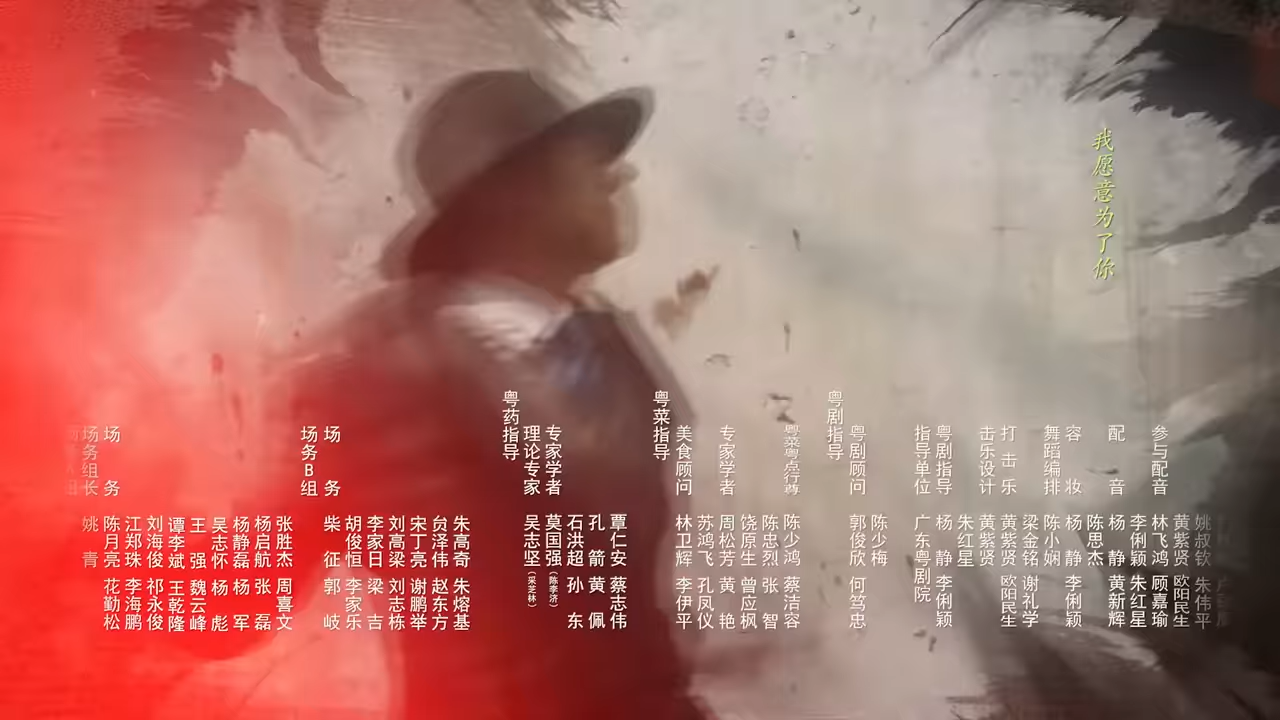 我愿意为了你
场务组长
姚 青
场 务
陈月亮 花勤松
江郑珠 李海鹏
刘海俊 祁永俊
谭李斌 王乾隆
王 强 魏云峰
吴志怀 杨 彪
杨静磊 杨 军
杨启航 张 磊
张胜杰 周喜文
场务B组
场 务
柴 征 郭 岐
胡俊恒 李家乐
李家日 梁 吉
刘高梁 刘志栋
宋丁亮 谢鹏举
贠泽伟 赵东方
朱高奇 朱熔基
粤药指导
理论专家
吴志坚(采芝林)
专家学者
莫国强(陈李济)
石洪超 孙 东
孔 箭 黄 佩
覃仁安 蔡志伟
粤菜指导
美食顾问
林卫辉 李伊平
苏鸿飞 孔凤仪
专家学者
周松芳 黄 艳
饶原生 曾应枫
陈忠烈 张 智
陈少鸿 蔡洁容
粤剧指导
粤剧顾问
郭俊欣 何笃忠
陈少梅
指导单位
广东粤剧院
粤剧指导
杨 静 李俐颖
朱红星
击乐设计
黄紫贤
打击乐
黄紫贤 欧阳民生
梁金铭 谢礼学
舞蹈编排
陈小娴
容 妆
杨 静 李俐颖
陈思杰
配 音
杨 静 黄新辉
李俐颖 朱红星
参与配音
林飞鸿 顾嘉瑜
黄紫贤 欧阳民生
姚叔钦 朱伟平